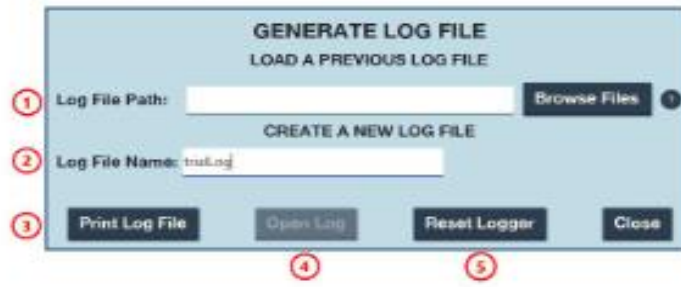 GENERATE LOG FILE
LOAD A PREVIOUS LOG FILE
1 Log File Path: Browse Files
CREATE A NEW LOG FILE
2 Log File Name: trialLog
3 Print Log File Open Log Reset Logger Close
4 5